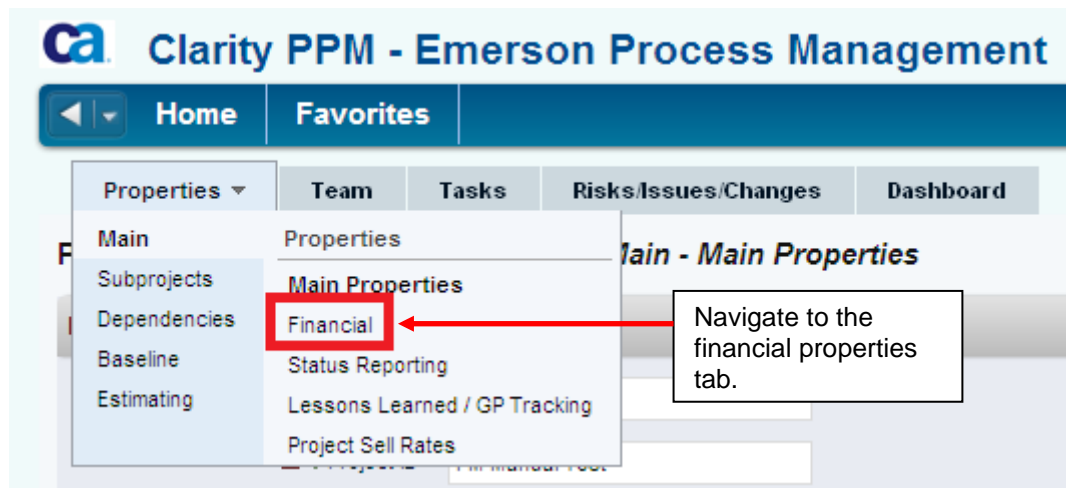 ca Clarity PPM - Emerson Process Management
Home Favorites
Properties Team Tasks Risks/Issues/Changes Dashboard
Main Properties
Main - Main Properties
Subprojects Main Properties
Dependencies Financial
Navigate to the
financial properties
tab.
Baseline Status Reporting
Estimating Lessons Learned / GP Tracking
Project Sell Rates